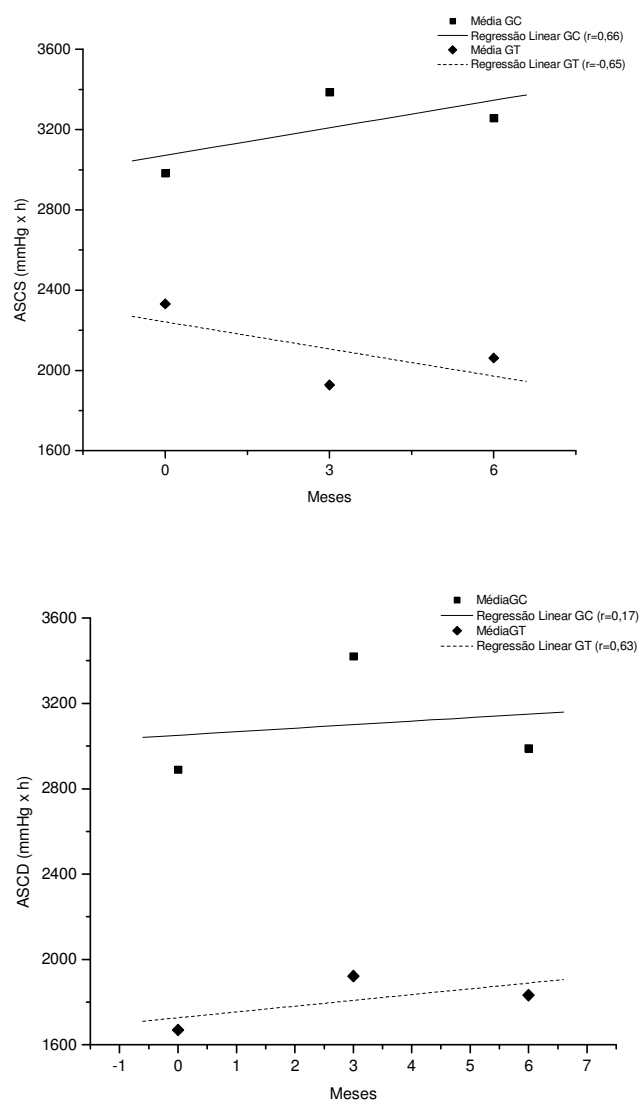 Média GC
Regressão Linear GC (r=0,66)
Média GT
Regressão Linear GT (r=-0,65)
3600
3200
2800
2400
2000
1600
ASCS (mmHg x h)
0 3 6
Meses
MédiaGC
Regressão Linear GC (r=0,17)
MédiaGT
Regressão Linear GT (r=0,63)
3600
3200
2800
2400
2000
1600
ASCD (mmHg x h)
-1 0 1 2 3 4 5 6 7
Meses